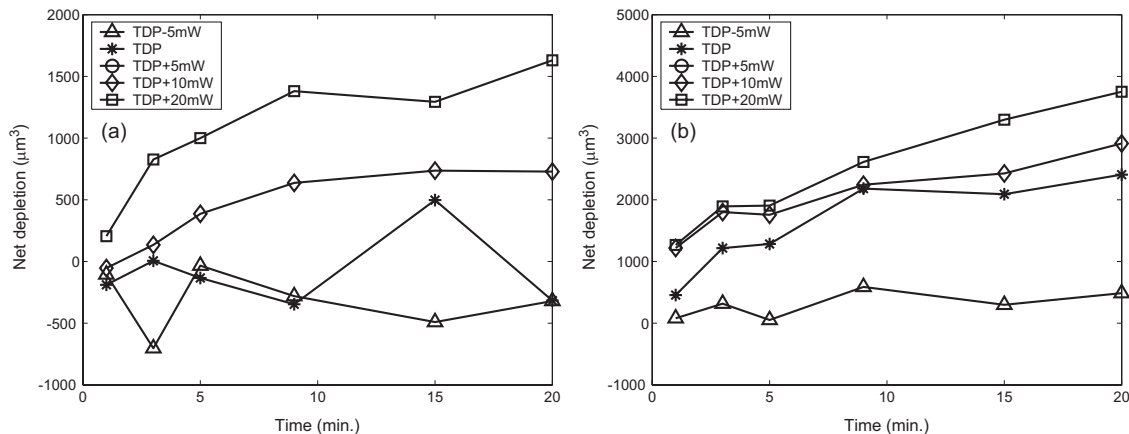 2000
1500
1000
500
0
-500
-1000
0
5
10
15
20
Net depletion (μm³)
Time (min.)
TDP-5mW
TDP
TDP+5mW
TDP+10mW
TDP+20mW
(a)
5000
4000
3000
2000
1000
0
-1000
0
5
10
15
20
Net depletion (μm³)
Time (min.)
TDP-5mW
TDP
TDP+5mW
TDP+10mW
TDP+20mW
(b)